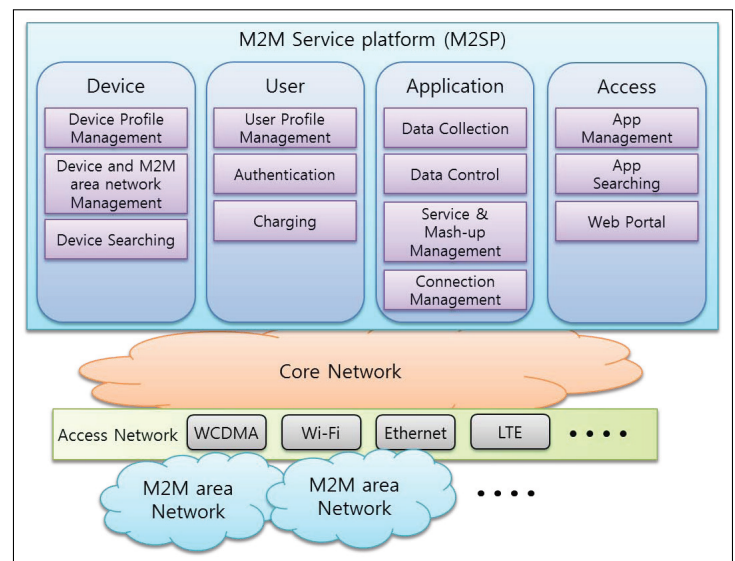 M2M Service platform (M2SP)
Device
Device Profile
Management
Device and M2M
area network
Management
Device Searching
User
User Profile
Management
Authentication
Charging
Application
Data Collection
Data Control
Service &
Mash-up
Management
Connection
Management
Access
App
Management
App
Searching
Web Portal
Core Network
Access Network
WCDMA
Wi-Fi
Ethernet
LTE
M2M area
Network
M2M area
Network